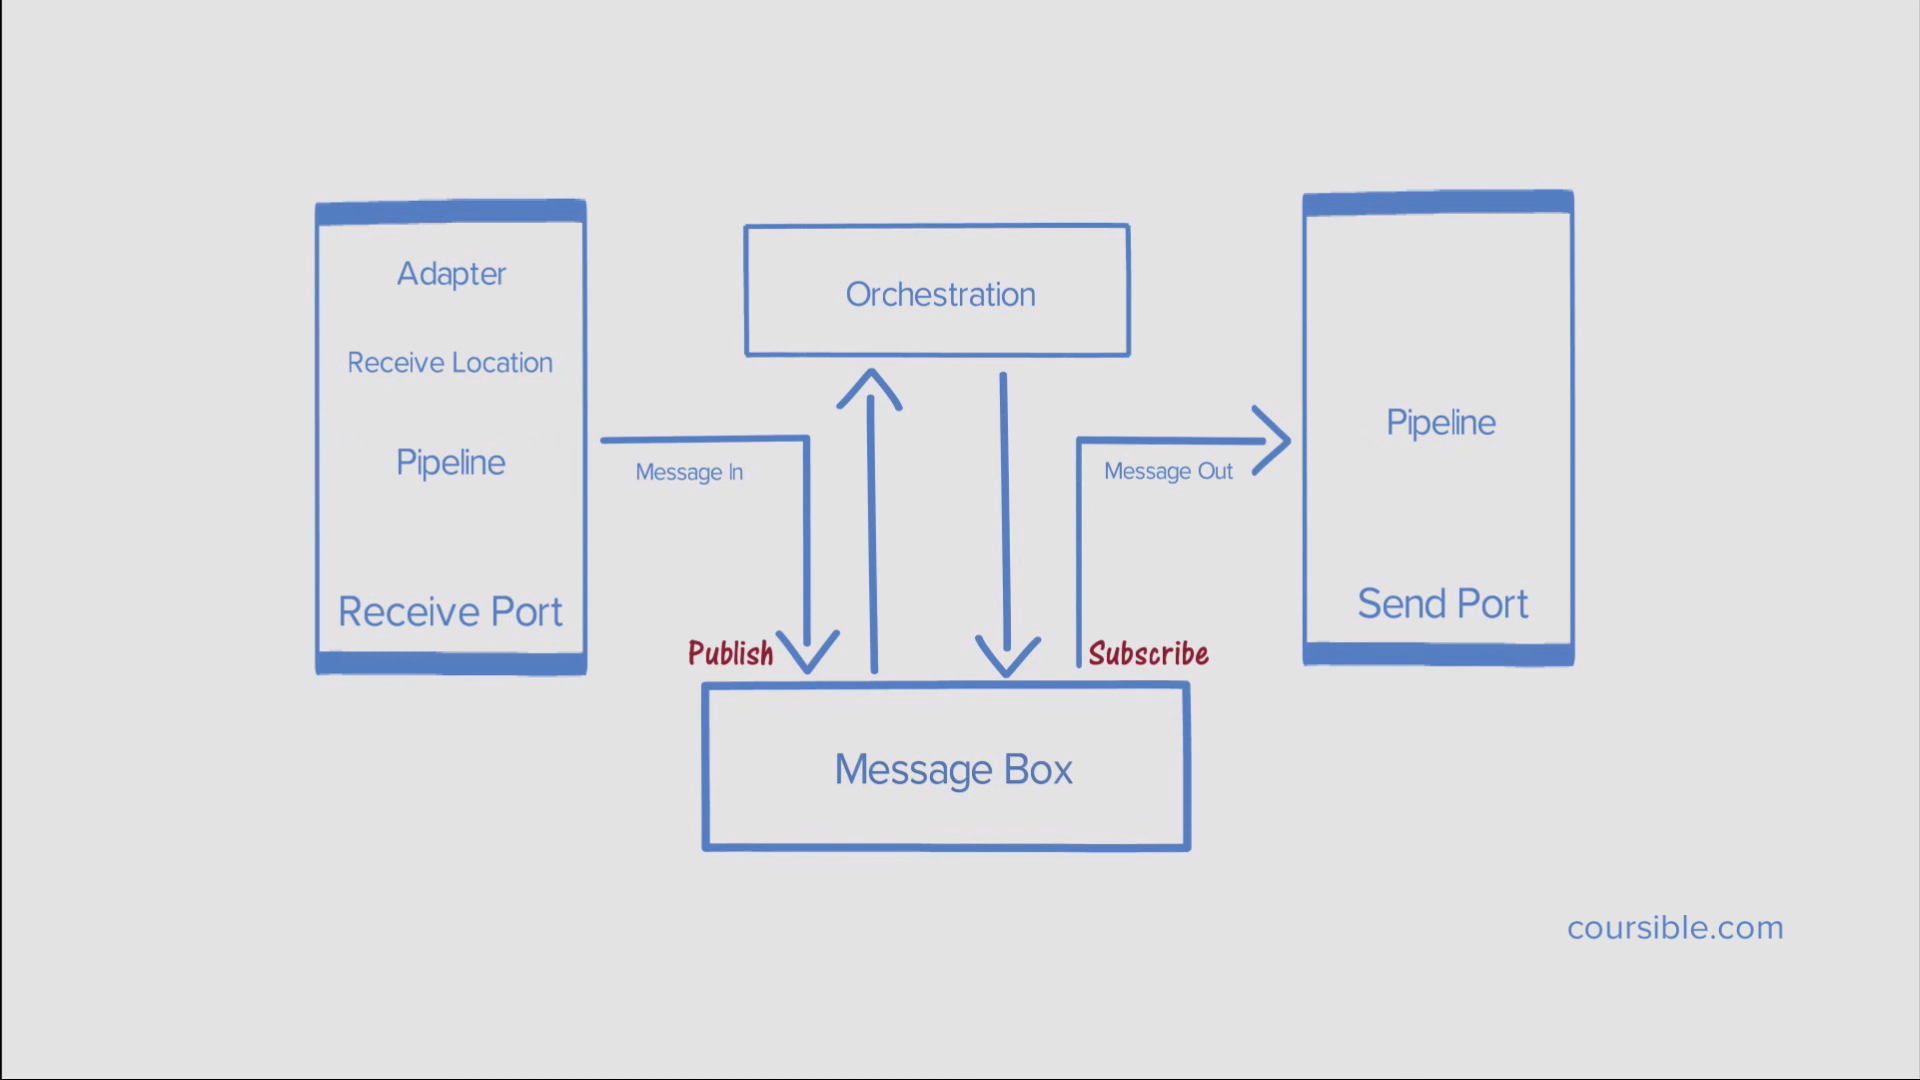 Adapter
Receive Location
Pipeline
Receive Port
Message In
Publish
Orchestration
Message Box
Message Out
Subscribe
Pipeline
Send Port
coursible.com